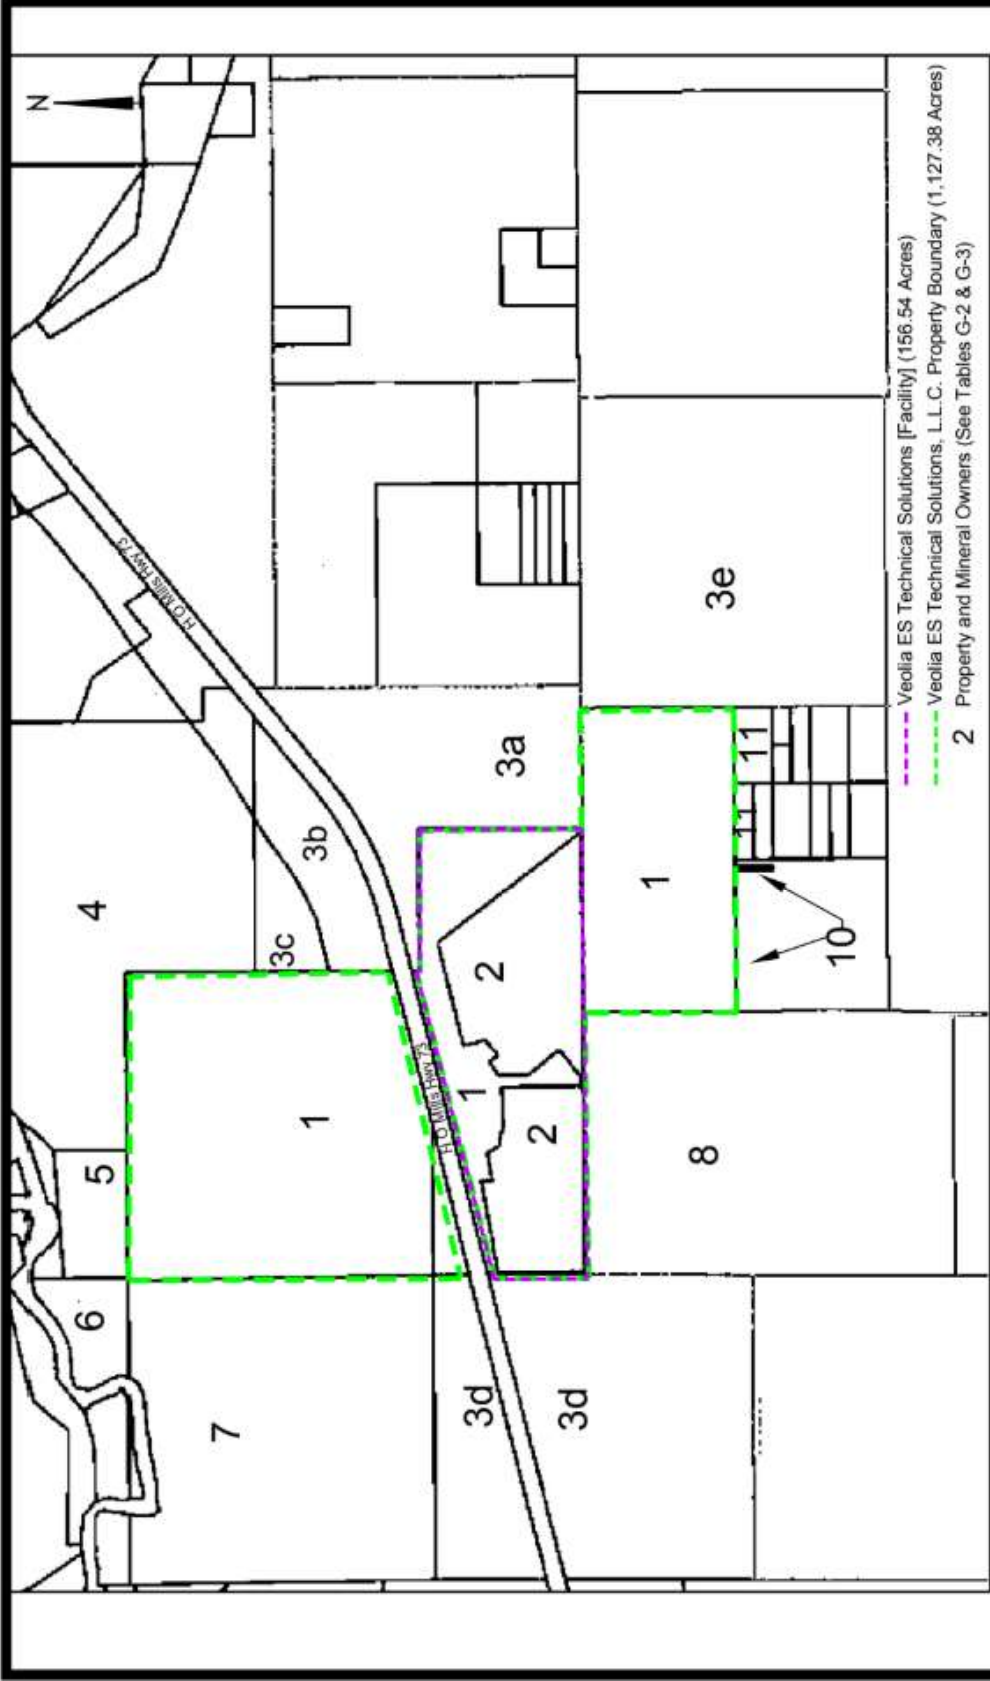 N
H O Mills Hwy 73
4
3b
3c
3a
5
1
6
H O Mills Hwy 73
2
1
2
7
3d
3d
1
3e
8
11
11
10
Veolia ES Technical Solutions [Facility] (156.54 Acres)
Veolia ES Technical Solutions, L.L.C. Property Boundary (1,127.38 Acres)
2 Property and Mineral Owners (See Tables G-2 & G-3)